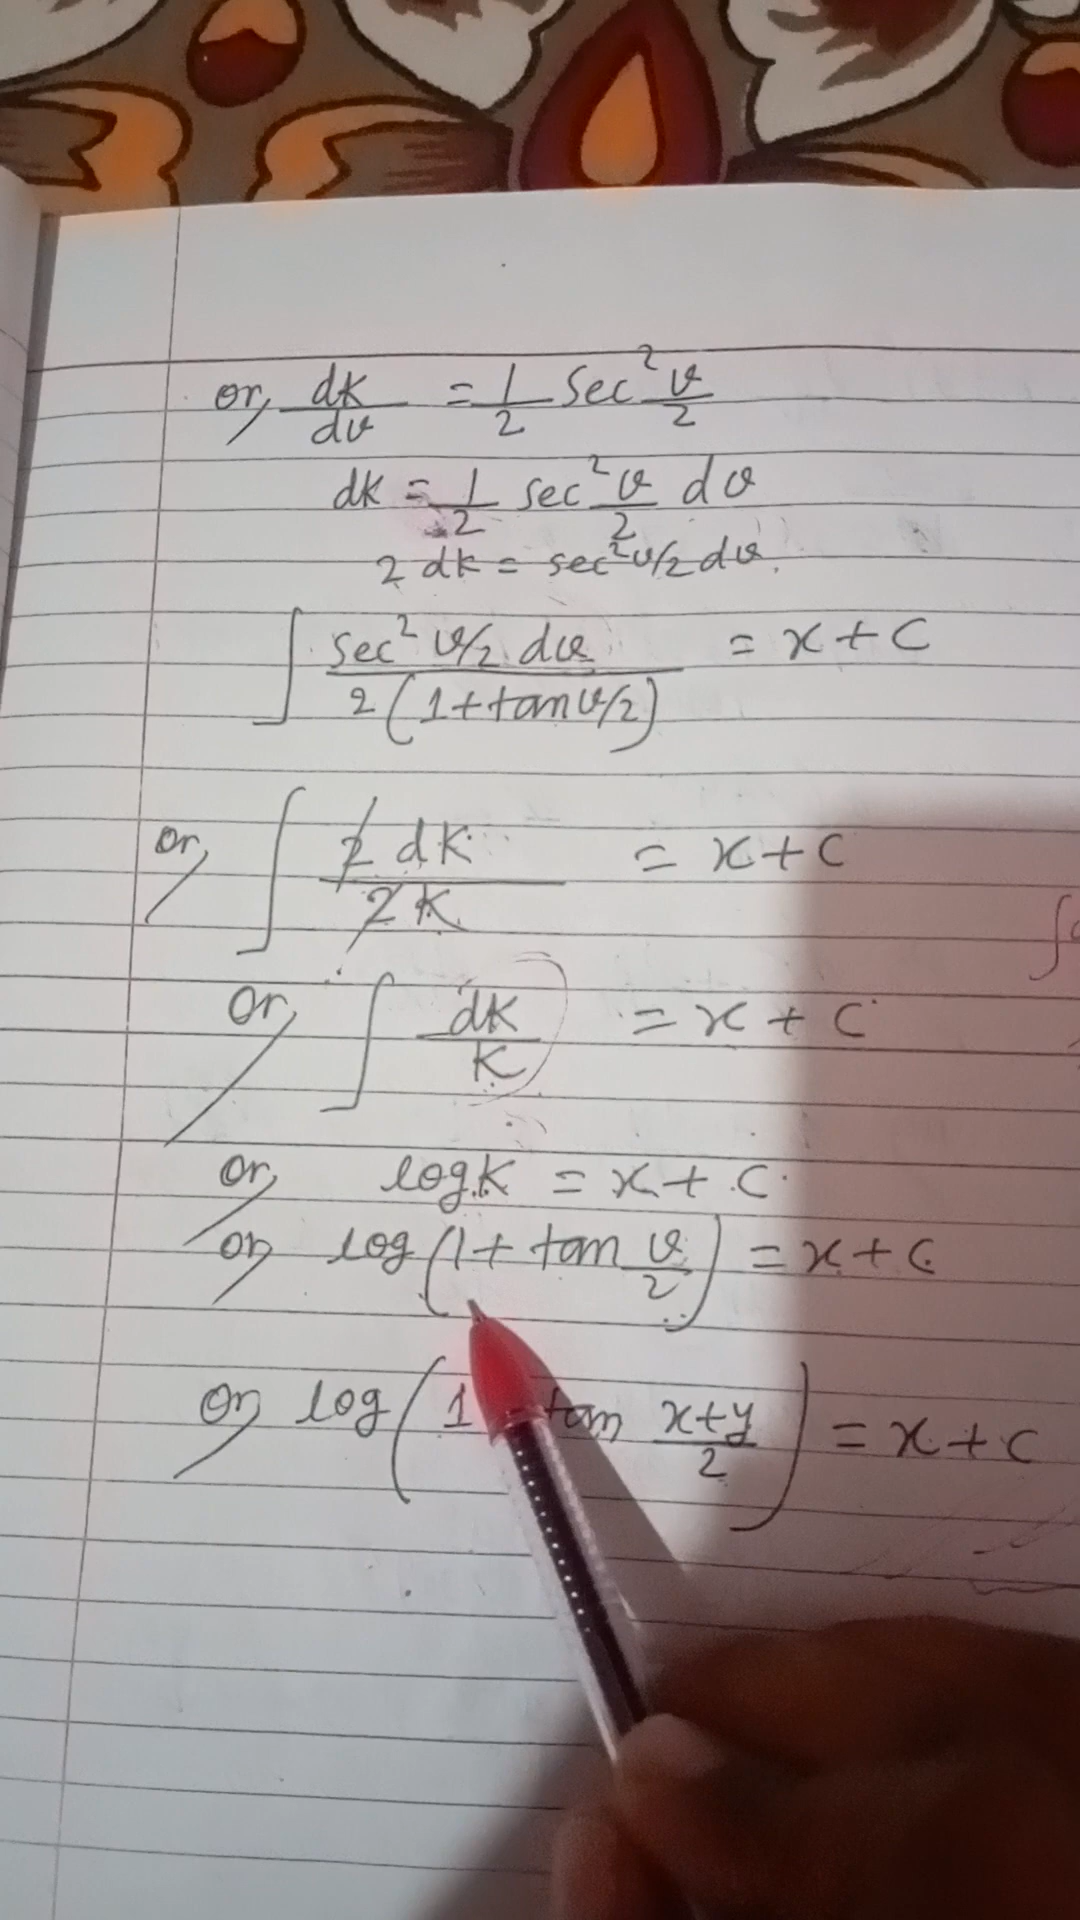 or, dk/dv = 1/2 sec² v/2
dk = 1/2 sec² v/2 dv
2 dk = sec² v/2 dv.
∫ sec² v/2 dv / 2(1+tan v/2) = x + c
or, ∫ 2 dk / 2k = x + c
or, ∫ dk/k = x + c
or, log k = x + c
or log (1 + tan v/2) = x + c
or log (1 tan x+y/2) = x + c